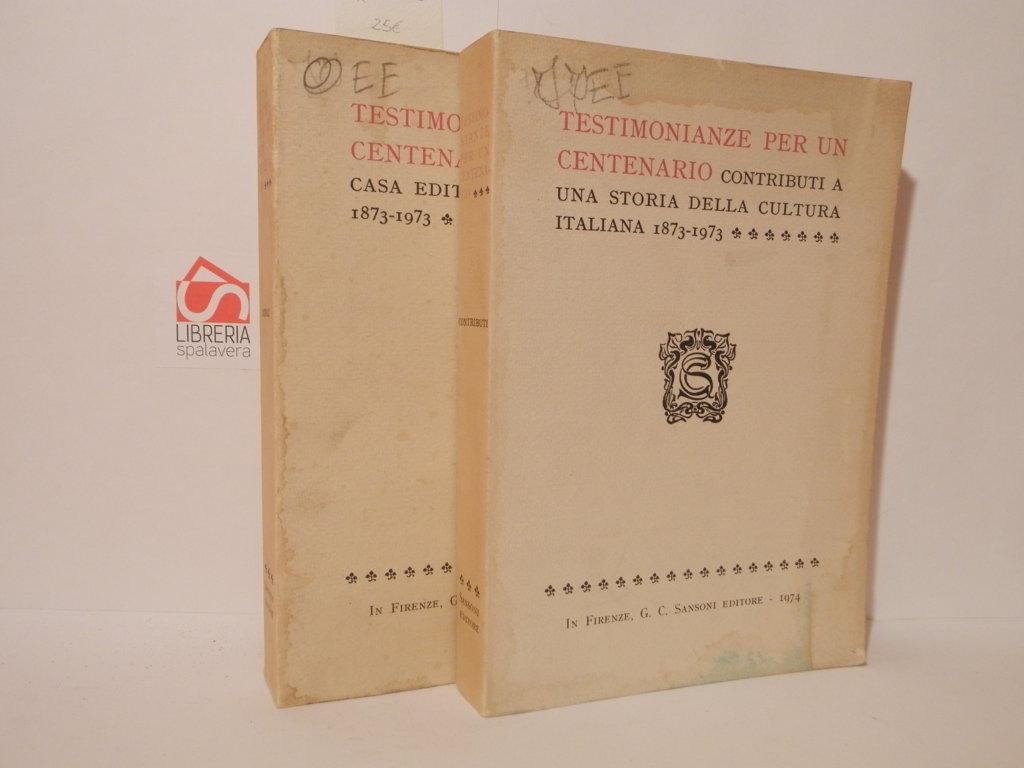 25€
EE
TESTIMO
CENTENA
CASA EDIT
1873-1973
IN FIRENZE, G
EE
TESTIMONIANZE PER UN
CENTENARIO CONTRIBUTI A
UNA STORIA DELLA CULTURA
ITALIANA 1873-1973
IN FIRENZE, G. C. SANSONI EDITORE - 1974
CONTRIBUTI
SANSONI
EDITORE
LIBRERIA
spalavera